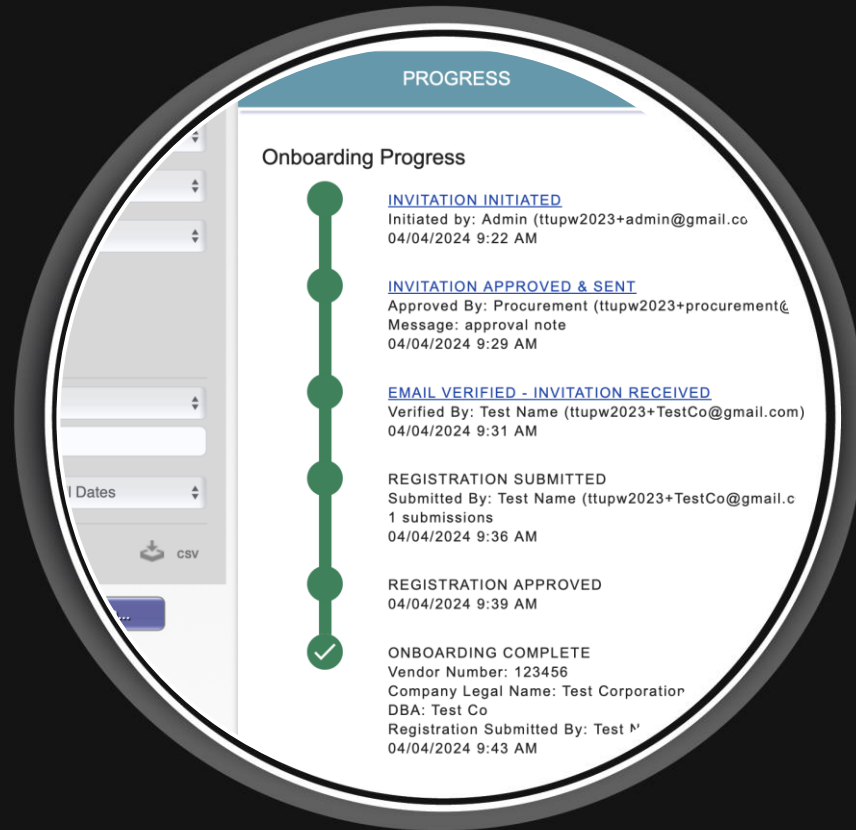 PROGRESS
Onboarding Progress
INVITATION INITIATED
Initiated by: Admin (ttupw2023+admin@gmail.co
04/04/2024 9:22 AM
INVITATION APPROVED & SENT
Approved By: Procurement (ttupw2023+procurement@
Message: approval note
04/04/2024 9:29 AM
EMAIL VERIFIED - INVITATION RECEIVED
Verified By: Test Name (ttupw2023+TestCo@gmail.com)
04/04/2024 9:31 AM
REGISTRATION SUBMITTED
Submitted By: Test Name (ttupw2023+TestCo@gmail.c
1 submissions
04/04/2024 9:36 AM
REGISTRATION APPROVED
04/04/2024 9:39 AM
ONBOARDING COMPLETE
Vendor Number: 123456
Company Legal Name: Test Corporation
DBA: Test Co
Registration Submitted By: Test
04/04/2024 9:43 AM
Dates
csv